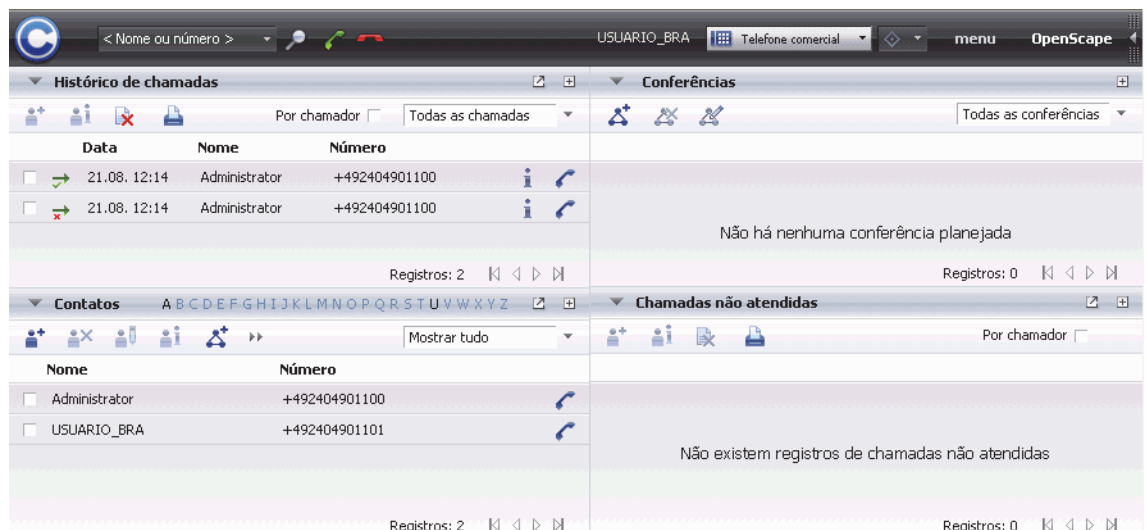 < Nome ou número >
USUARIO_BRA
Telefone comercial
menu
OpenScape
Histórico de chamadas
Por chamador
Todas as chamadas
Data Nome Número
21.08. 12:14 Administrator +492404901100
21.08. 12:14 Administrator +492404901100
Registros: 2
Conferências
Todas as conferências
Não há nenhuma conferência planejada
Registros: 0
Contatos A B C D E F G H I J K L M N O P Q R S T U V W X Y Z
Mostrar tudo
Nome Número
Administrator +492404901100
USUARIO_BRA +492404901101
Registros: 2
Chamadas não atendidas
Por chamador
Não existem registros de chamadas não atendidas
Registros: 0